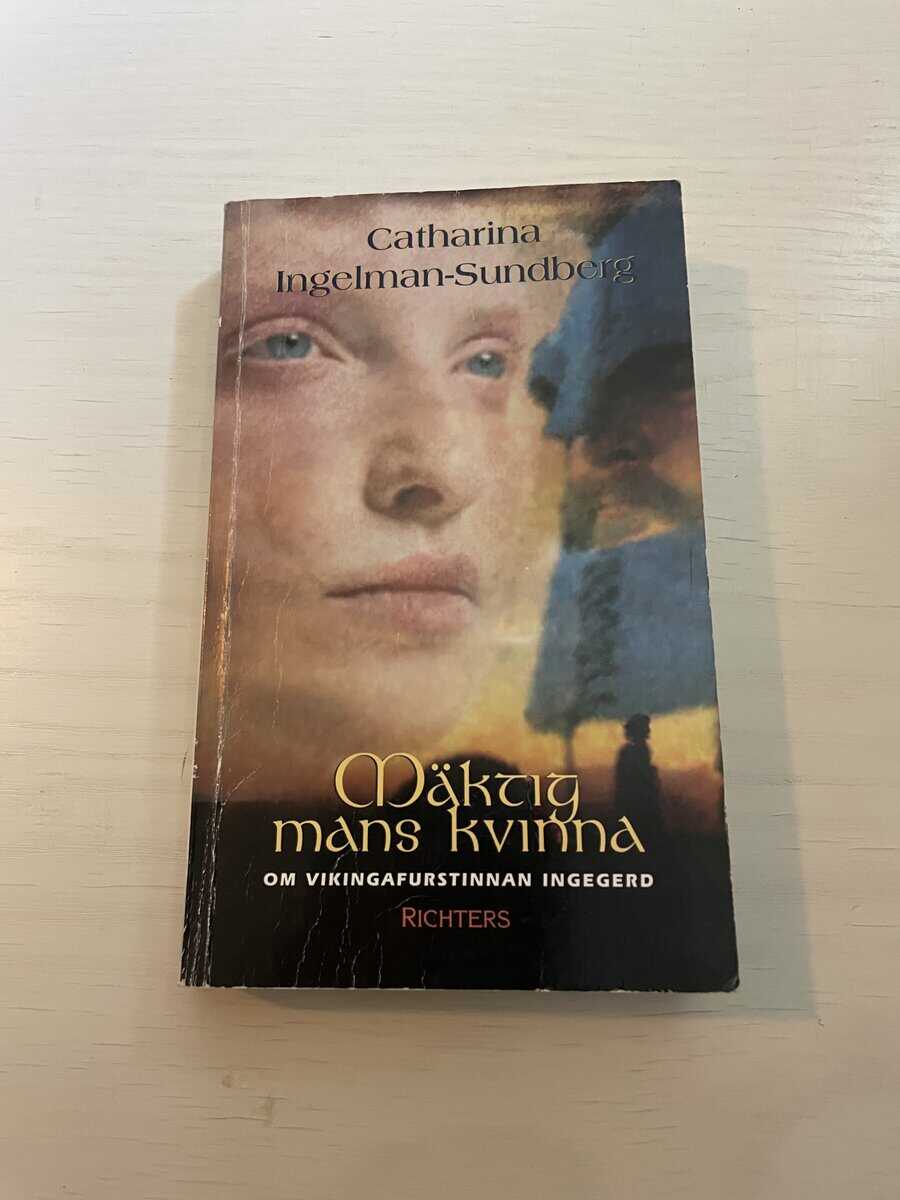 Catharina
Ingelman-Sundberg
Mäktig
mans kvinna
OM VIKINGAFURSTINNAN INGEGERD
RICHTERS